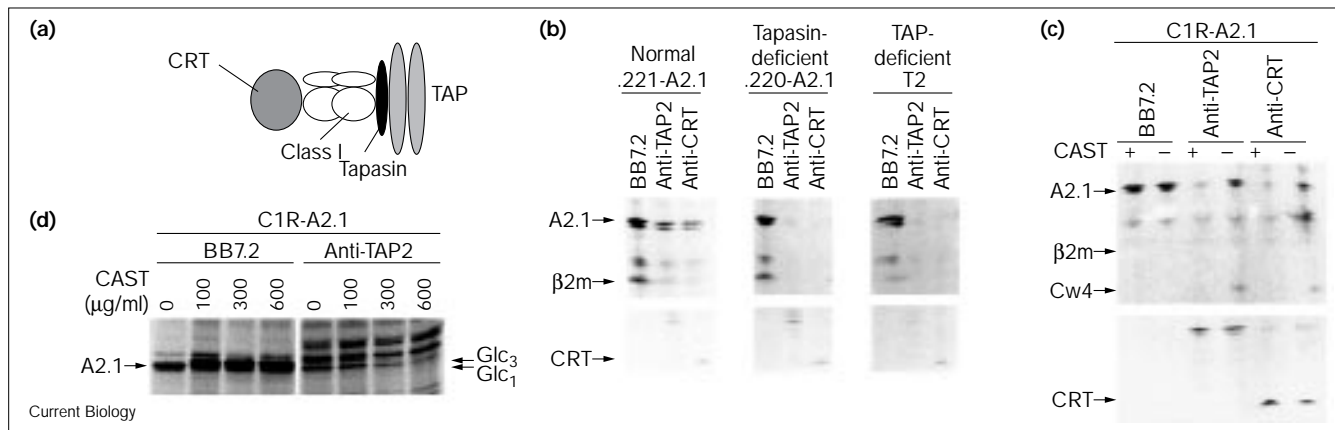 (a)
CRT
TAP
Class I
Tapasin
(b)
Normal
.221-A2.1
Tapasin-
deficient
.220-A2.1
TAP-
deficient
T2
BB7.2
Anti-TAP2
Anti-CRT
BB7.2
Anti-TAP2
Anti-CRT
BB7.2
Anti-TAP2
Anti-CRT
A2.1
β2m
CRT
(c)
C1R-A2.1
BB7.2
Anti-TAP2
Anti-CRT
CAST + – + – + –
A2.1
β2m
Cw4
CRT
(d)
C1R-A2.1
BB7.2 Anti-TAP2
CAST
(μg/ml)
0 100 300 600 0 100 300 600
A2.1
Glc3
Glc1
Current Biology